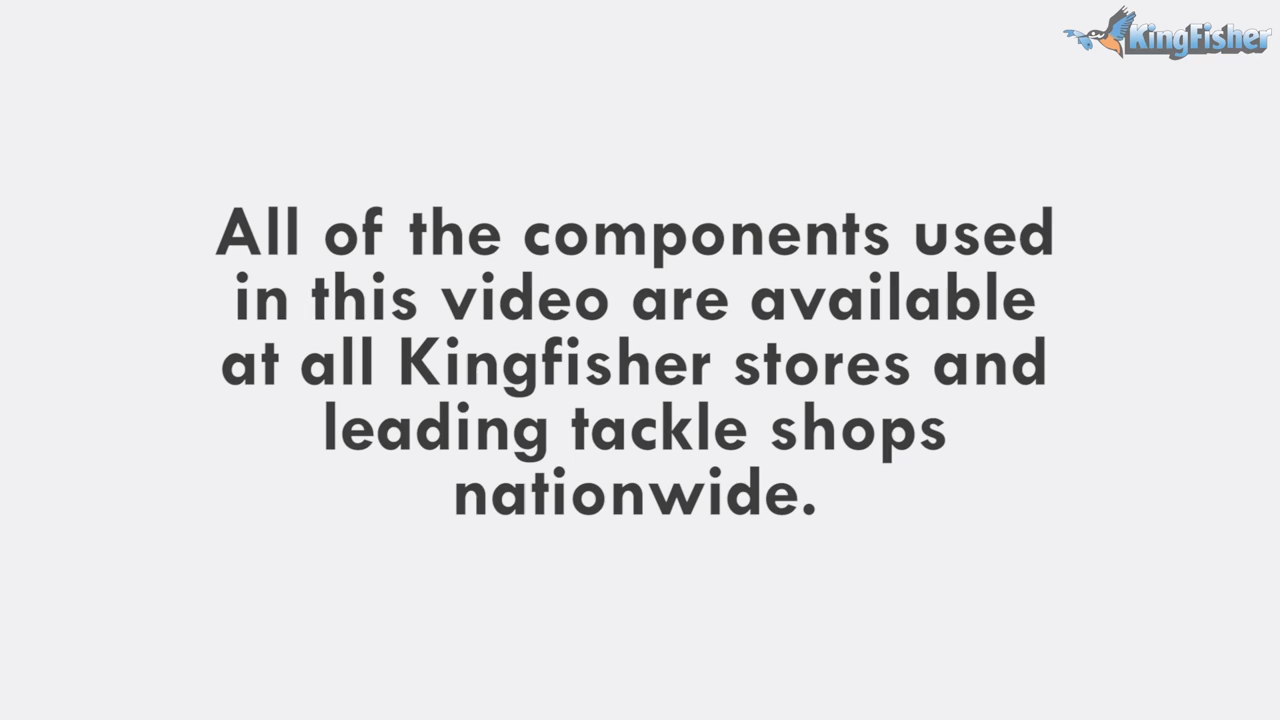 KingFisher
All of the components used
in this video are available
at all Kingfisher stores and
leading tackle shops
nationwide.